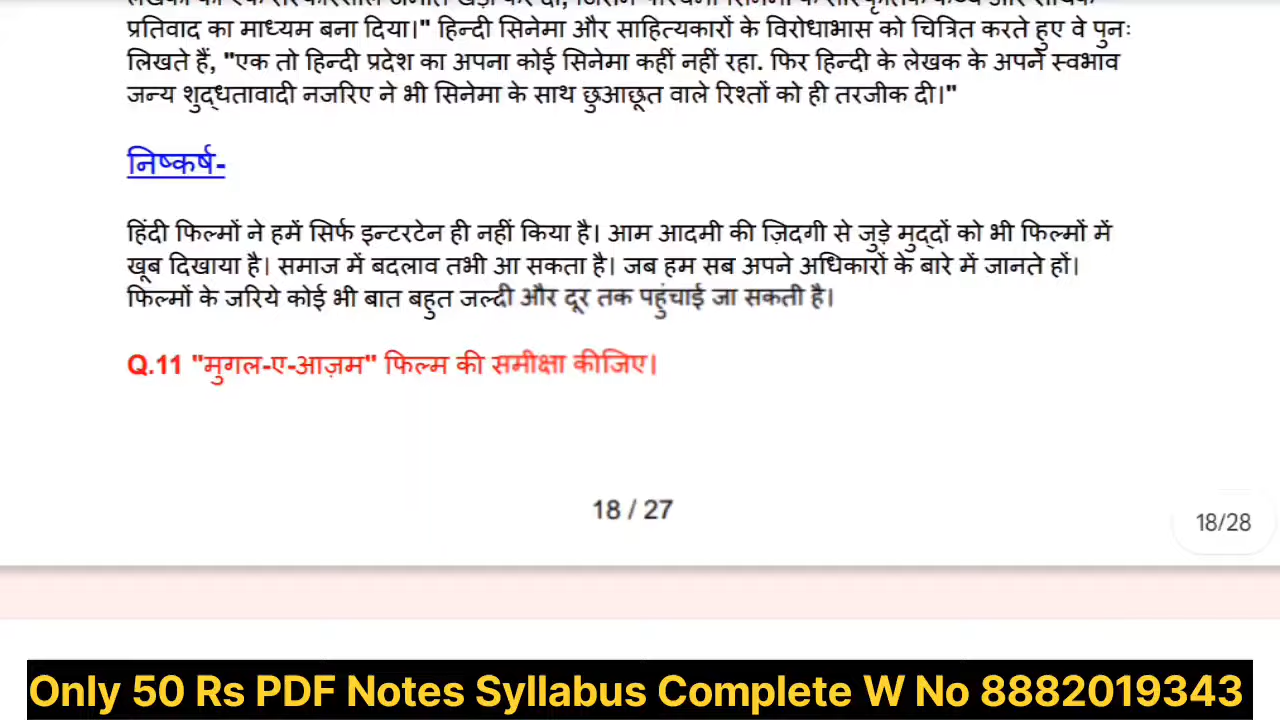 प्रतिवाद का माध्यम बना दिया।" हिन्दी सिनेमा और साहित्यकारों के विरोधाभास को चित्रित करते हुए वे पुनः
लिखते हैं, "एक तो हिन्दी प्रदेश का अपना कोई सिनेमा कहीं नहीं रहा. फिर हिन्दी के लेखक के अपने स्वभाव
जन्य शुद्धतावादी नजरिए ने भी सिनेमा के साथ छुआछूत वाले रिश्तों को ही तरजीक दी।"
निष्कर्ष-
हिंदी फिल्मों ने हमें सिर्फ इन्टरटेन ही नहीं किया है। आम आदमी की ज़िदगी से जुड़े मुद्दों को भी फिल्मों में
खूब दिखाया है। समाज में बदलाव तभी आ सकता है। जब हम सब अपने अधिकारों के बारे में जानते हों।
फिल्मों के जरिये कोई भी बात बहुत जल्दी और दूर तक पहुंचाई जा सकती है।
Q.11 "मुगल-ए-आज़म" फिल्म की समीक्षा कीजिए।
18 / 27
18/28
Only 50 Rs PDF Notes Syllabus Complete W No 8882019343